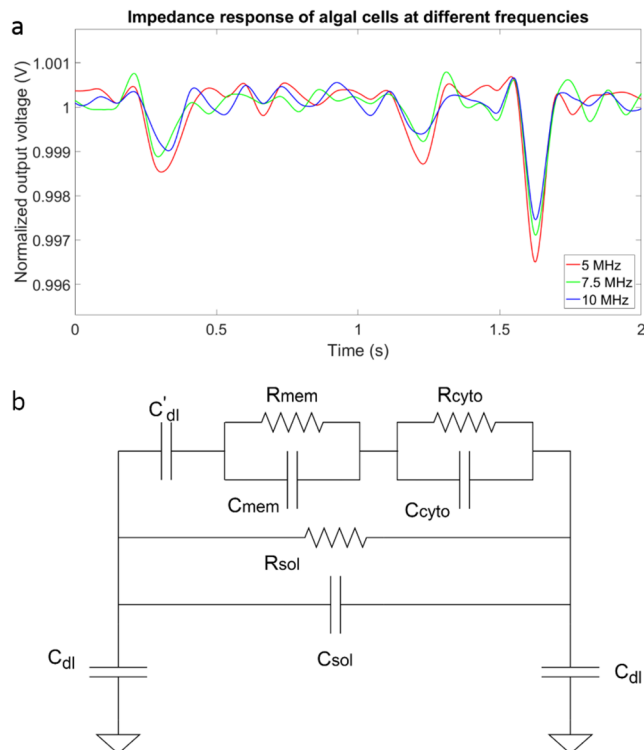 a
Impedance response of algal cells at different frequencies
Normalized output voltage (V)
1.001
1
0.999
0.998
0.997
0.996
0
0.5
1
1.5
2
Time (s)
5 MHz
7.5 MHz
10 MHz
b
C'dl
Rmem
Rcyto
Cmem
Ccyto
Rsol
Csol
Cdl
Cdl